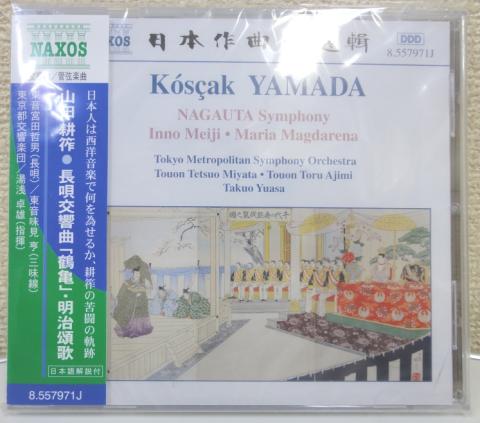 NAXOS
管弦楽曲
日本人は西洋音楽で何を為せるか、耕筰の苦闘の軌跡
山田耕筰●長唄交響曲「鶴亀」・明治頌歌
東音宮田哲男(長唄)/東音味見 亨(三味線)
東京都交響楽団/湯浅 卓雄(指揮)
日本語解説付
8.557971J
XOS
日本作曲 輯
DDD
8.557971J
Kósçak YAMADA
NAGAUTA Symphony
Inno Meiji • Maria Magdarena
Tokyo Metropolitan Symphony Orchestra
Touon Tetsuo Miyata • Touon Toru Ajimi
Takuo Yuasa